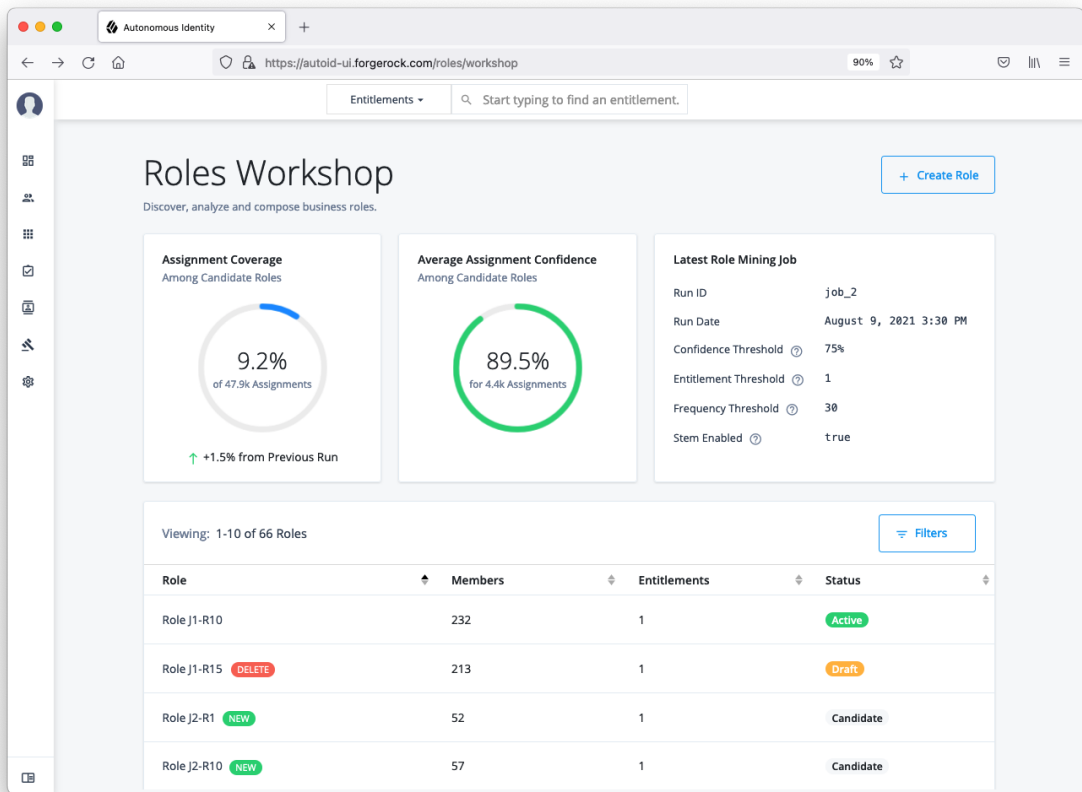 Autonomous Identity
https://autoid-ui.forgerock.com/roles/workshop
90%
Entitlements
Start typing to find an entitlement.
Roles Workshop
+ Create Role
Discover, analyze and compose business roles.
Assignment Coverage
Among Candidate Roles
9.2%
of 47.9k Assignments
+1.5% from Previous Run
Average Assignment Confidence
Among Candidate Roles
89.5%
for 4.4k Assignments
Latest Role Mining Job
Run ID job_2
Run Date August 9, 2021 3:30 PM
Confidence Threshold ? 75%
Entitlement Threshold ? 1
Frequency Threshold ? 30
Stem Enabled ? true
Viewing: 1-10 of 66 Roles
Filters
Role Members Entitlements Status
Role J1-R10 232 1 Active
Role J1-R15 DELETE 213 1 Draft
Role J2-R1 NEW 52 1 Candidate
Role J2-R10 NEW 57 1 Candidate